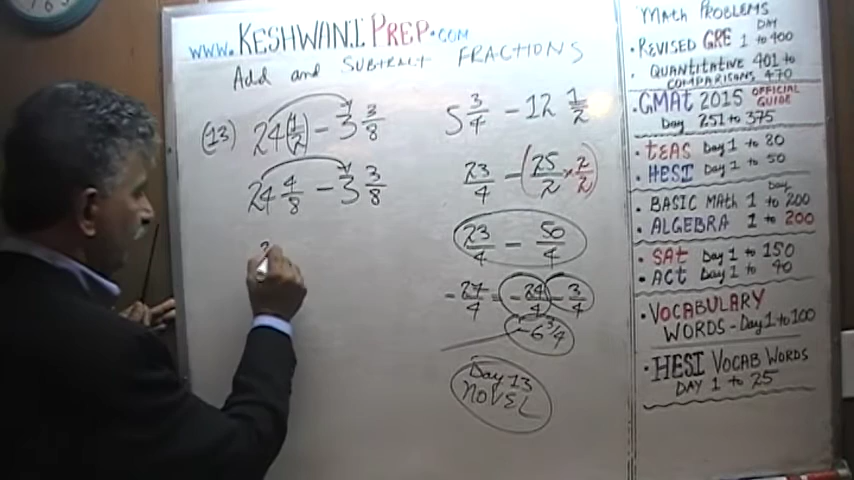 www.KESHWANI PREP.COM
Add and SUBTRACT FRACTIONS
(13) 24(1/2) - 3 3/8
24 4/8 - 3 3/8
5 3/4 - 12 1/2
23/4 - (25/2 × 2/2)
23/4 - 50/4
-27/4 = -24/4 - 3/4
-6 3/4
Day 13
NOVEL
MATH PROBLEMS
DAY
• REVISED GRE 1 to 400
• QUANTITATIVE 401 to
COMPARISONS 470
• GMAT 2015 OFFICIAL
GUIDE
Day 251 to 375
• TEAS Day 1 to 80
• HESI Day 1 to 50
DAY
• BASIC MATH 1 to 200
• ALGEBRA 1 to 200
• SAT Day 1 to 150
• ACT Day 1 to 40
• VOCABULARY
WORDS - Day 1 to 100
• HESI VOCAB WORDS
DAY 1 to 25